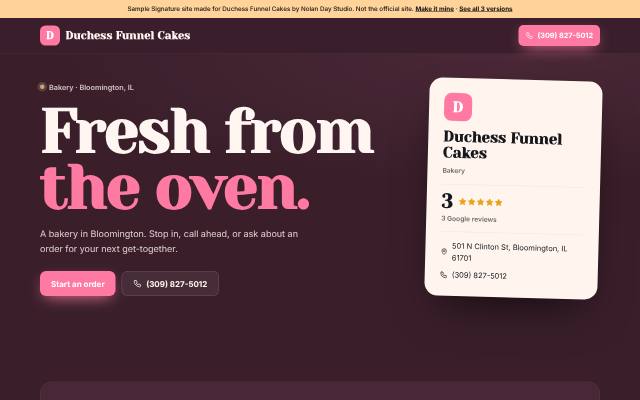 Sample Signature site made for Duchess Funnel Cakes by Nolan Day Studio. Not the official site. Make it mine · See all 3 versions
D Duchess Funnel Cakes
(309) 827-5012
Bakery · Bloomington, IL
Fresh from
the oven.
A bakery in Bloomington. Stop in, call ahead, or ask about an
order for your next get-together.
Start an order
(309) 827-5012
D
Duchess Funnel
Cakes
Bakery
3 ★★★★★
3 Google reviews
501 N Clinton St, Bloomington, IL
61701
(309) 827-5012